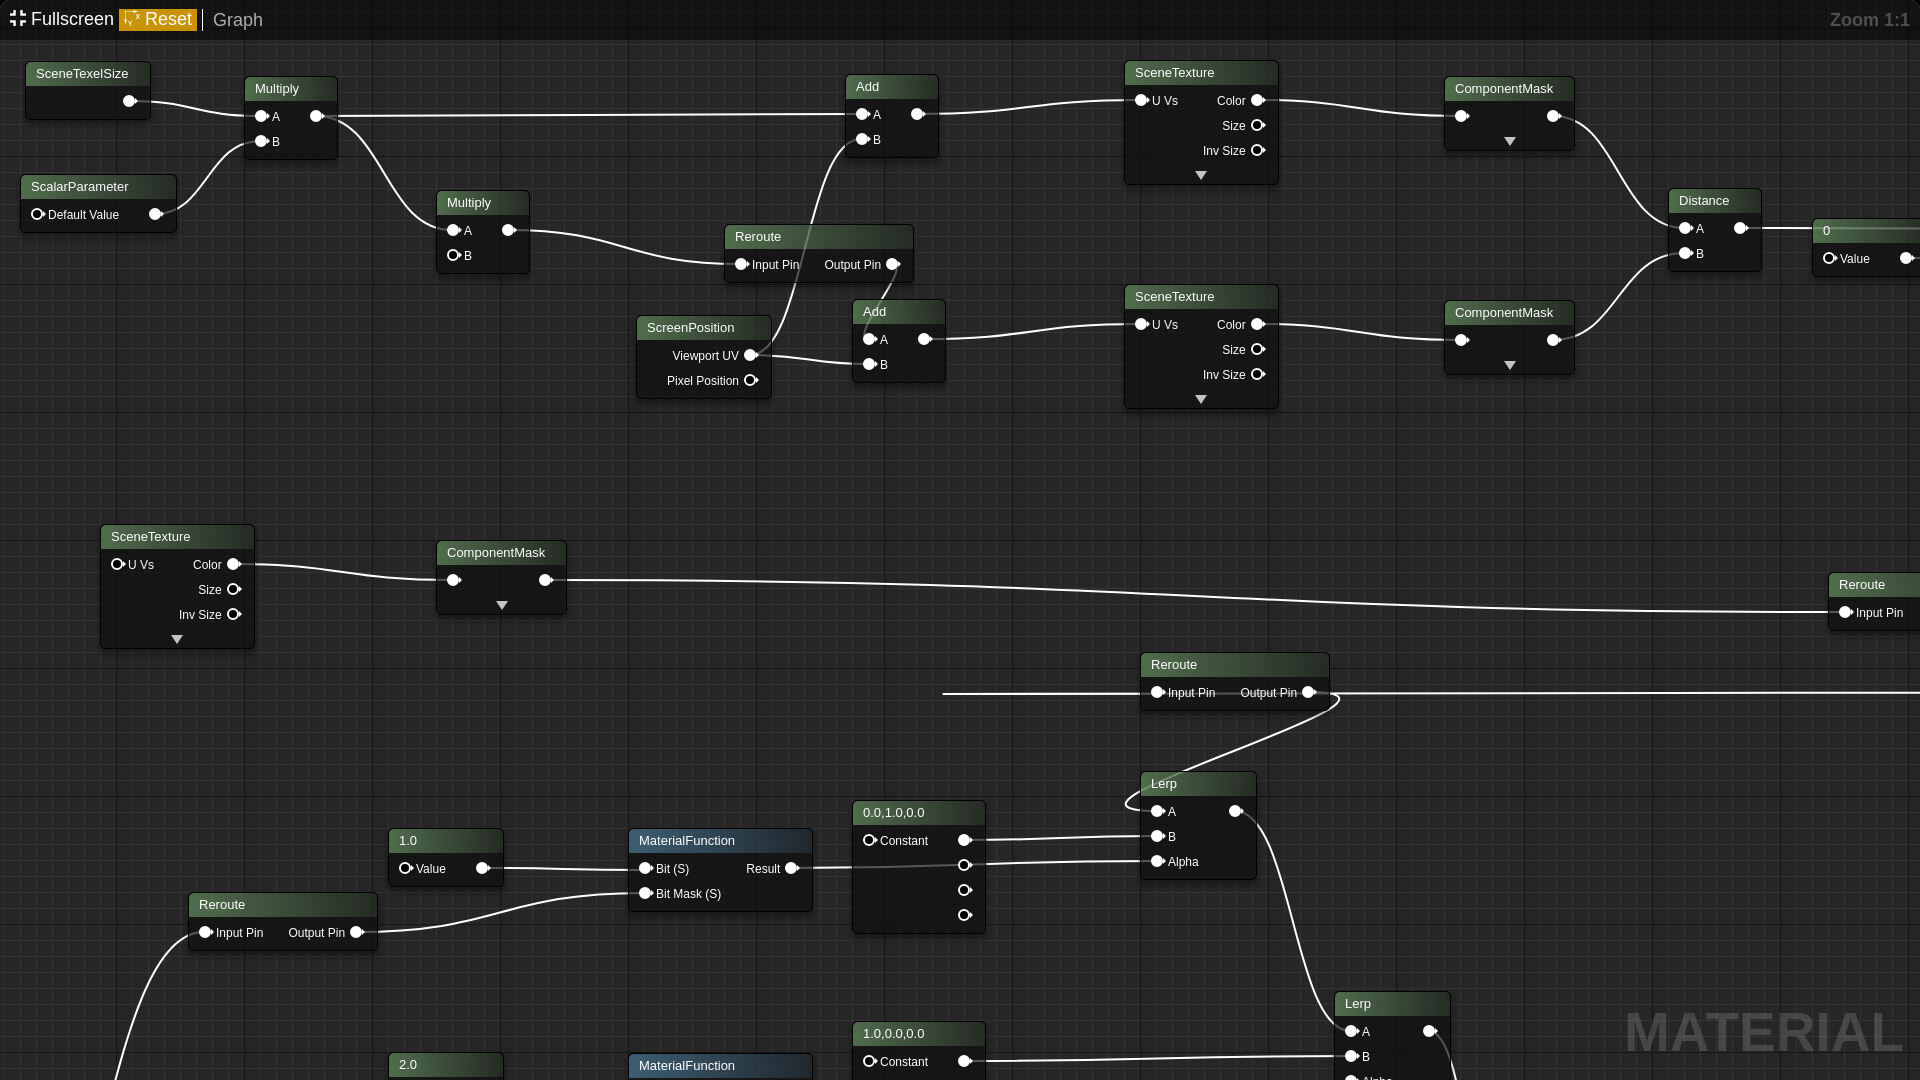 Fullscreen Reset Graph Zoom 1:1
SceneTexelSize
Multiply
A
B
ScalarParameter
Default Value
Multiply
A
B
Add
A
B
Reroute
Input Pin Output Pin
ScreenPosition
Viewport UV
Pixel Position
Add
A
B
SceneTexture
U Vs Color
Size
Inv Size
SceneTexture
U Vs Color
Size
Inv Size
ComponentMask
ComponentMask
Distance
A
B
0
Value
SceneTexture
U Vs Color
Size
Inv Size
ComponentMask
Reroute
Input Pin
Reroute
Input Pin Output Pin
Lerp
A
B
Alpha
1.0
Value
MaterialFunction
Bit (S) Result
Bit Mask (S)
0.0,1.0,0.0
Constant
Reroute
Input Pin Output Pin
2.0
MaterialFunction
1.0,0.0,0.0
Constant
Lerp
A
B
Alpha
MATERIAL